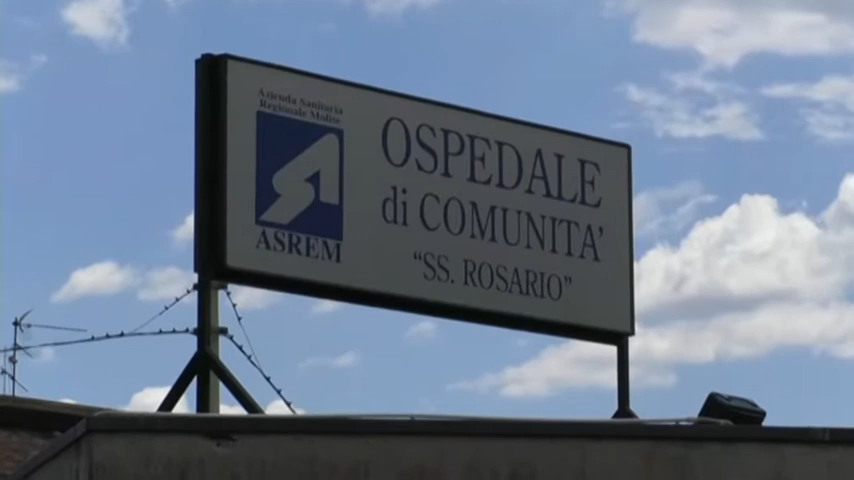 Azienda Sanitaria
Regionale Molise
ASREM
OSPEDALE
di COMUNITA'
“SS. ROSARIO”